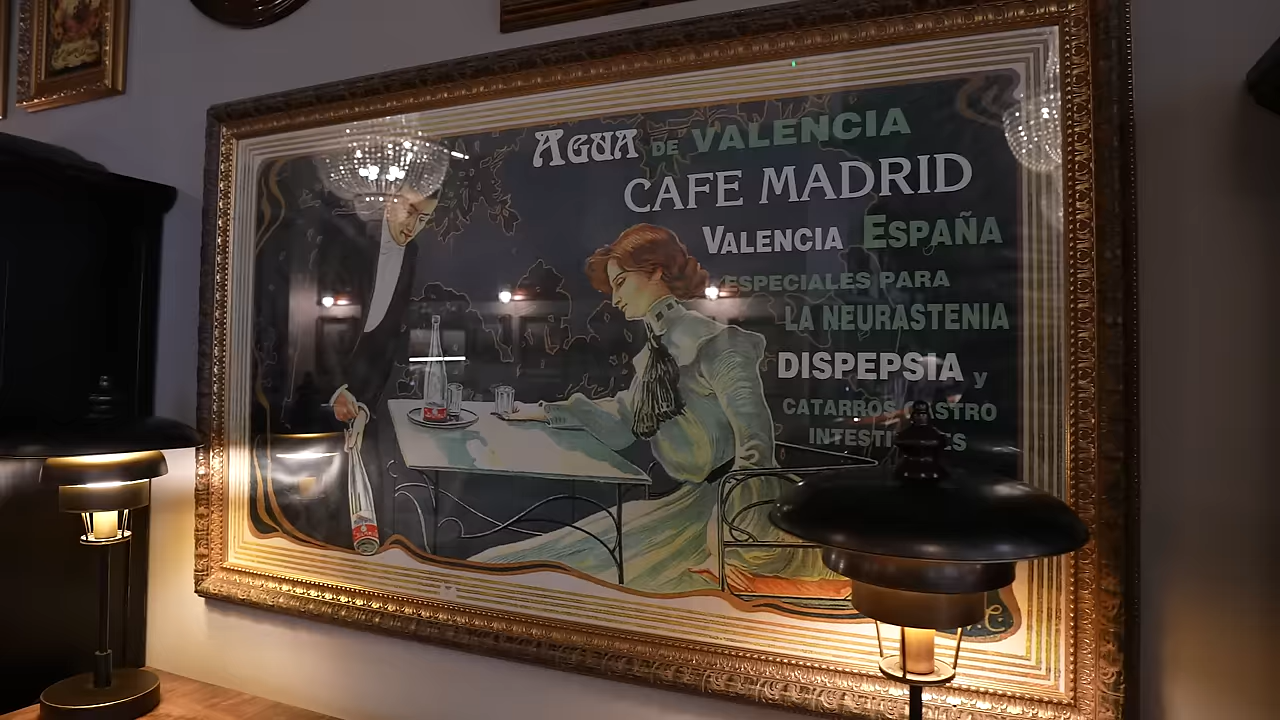 AGUA DE VALENCIA
CAFE MADRID
VALENCIA ESPAÑA
ESPECIALES PARA
LA NEURASTENIA
DISPEPSIA y
CATARROS